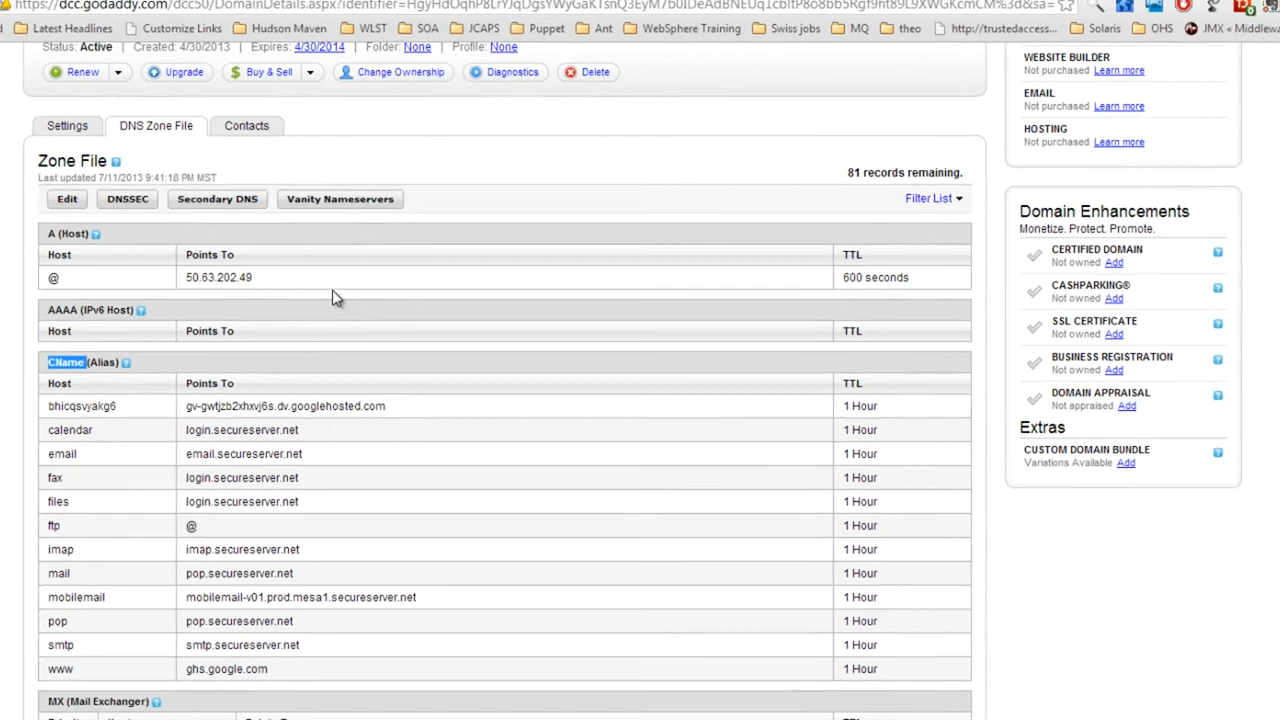 https://dcc.godaddy.com/dcc50/DomainDetails.aspx?identifier=
Latest Headlines Customize Links Hudson Maven WLST SOA JCAPS Puppet Ant WebSphere Training Swiss jobs MQ theo http://trustedaccess... Solaris OHS JMX « Middlewa
Status: Active Created: 4/30/2013 Expires: 4/30/2014 Folder: None Profile: None
Renew Upgrade Buy & Sell Change Ownership Diagnostics Delete
Settings DNS Zone File Contacts
Zone File
Last updated 7/11/2013 9:41:18 PM MST
81 records remaining.
Edit DNSSEC Secondary DNS Vanity Nameservers
Filter List
A (Host)
Host Points To TTL
@ 50.63.202.49 600 seconds
AAAA (IPv6 Host)
Host Points To TTL
CName (Alias)
Host Points To TTL
bhicqsvyakg6 gv-gwtjzb2xhxvj6s.dv.googlehosted.com 1 Hour
calendar login.secureserver.net 1 Hour
email email.secureserver.net 1 Hour
fax login.secureserver.net 1 Hour
files login.secureserver.net 1 Hour
ftp @ 1 Hour
imap imap.secureserver.net 1 Hour
mail pop.secureserver.net 1 Hour
mobilemail mobilemail-v01.prod.mesa1.secureserver.net 1 Hour
pop pop.secureserver.net 1 Hour
smtp smtp.secureserver.net 1 Hour
www ghs.google.com 1 Hour
MX (Mail Exchanger)
WEBSITE BUILDER
Not purchased Learn more
EMAIL
Not purchased Learn more
HOSTING
Not purchased Learn more
Domain Enhancements
Monetize. Protect. Promote.
CERTIFIED DOMAIN
Not owned Add
CASHPARKING®
Not owned Add
SSL CERTIFICATE
Not owned Add
BUSINESS REGISTRATION
Not owned Add
DOMAIN APPRAISAL
Not appraised Add
Extras
CUSTOM DOMAIN BUNDLE
Variations Available Add